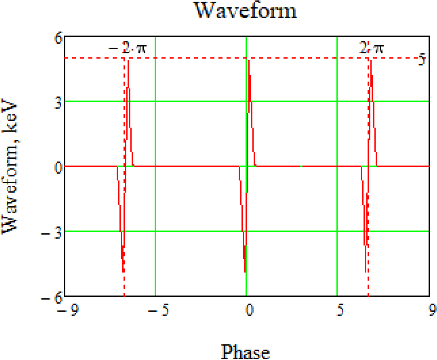 Waveform
6
− 2·π
2·π
5
3
0
− 3
− 6
Waveform, keV
− 9
− 5
0
5
9
Phase